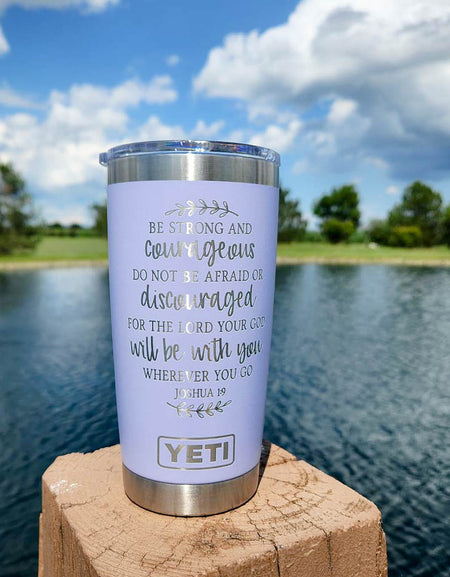 BE STRONG AND
courageous
DO NOT BE AFRAID OR
discouraged
FOR THE LORD YOUR GOD
will be with you
WHEREVER YOU GO
JOSHUA 19
YETI